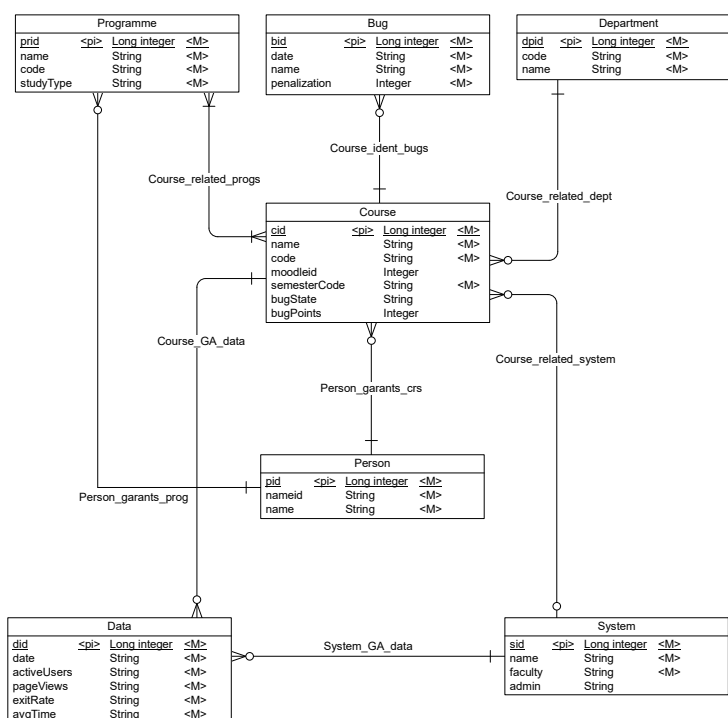 Programme
prid <pi> Long integer <M>
name String <M>
code String <M>
studyType String <M>
Bug
bid <pi> Long integer <M>
date String <M>
name String <M>
penalization Integer <M>
Department
dpid <pi> Long integer <M>
code String <M>
name String <M>
Course_ident_bugs
Course_related_progs
Course_related_dept
Course
cid <pi> Long integer <M>
name String <M>
code String <M>
moodleid Integer
semesterCode String <M>
bugState String
bugPoints Integer
Course_GA_data
Course_related_system
Person_garants_crs
Person
pid <pi> Long integer <M>
nameid String <M>
name String <M>
Person_garants_prog
Data
did <pi> Long integer <M>
date String <M>
activeUsers String <M>
pageViews String <M>
exitRate String <M>
avgTime String <M>
System_GA_data
System
sid <pi> Long integer <M>
name String <M>
faculty String <M>
admin String